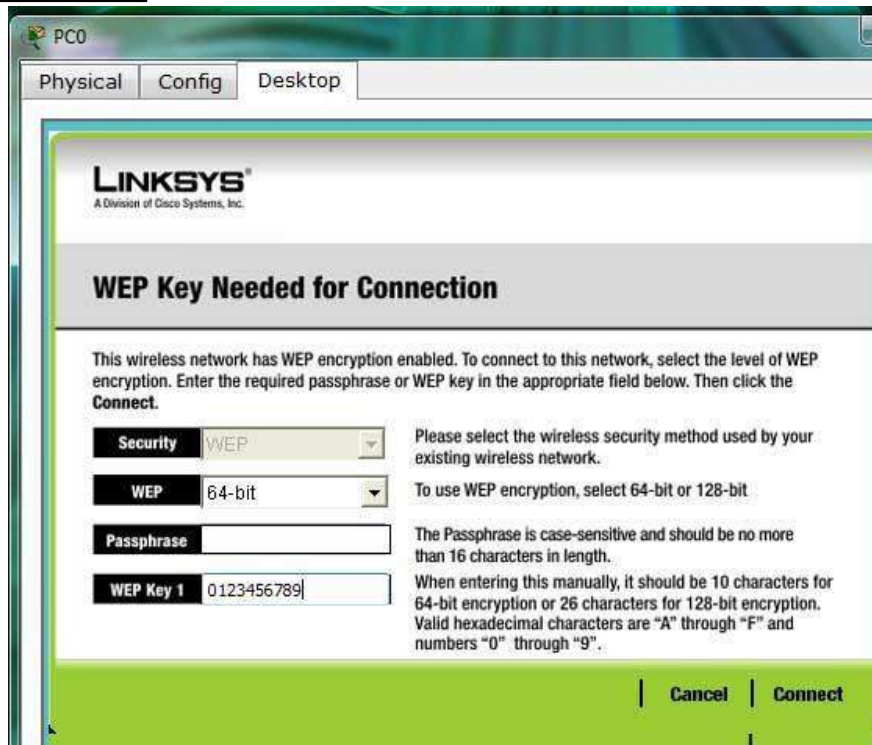 PC0
Physical Config Desktop
LINKSYS®
A Division of Cisco Systems, Inc.
WEP Key Needed for Connection
This wireless network has WEP encryption enabled. To connect to this network, select the level of WEP
encryption. Enter the required passphrase or WEP key in the appropriate field below. Then click the
Connect.
Security WEP Please select the wireless security method used by your
existing wireless network.
WEP 64-bit To use WEP encryption, select 64-bit or 128-bit
Passphrase The Passphrase is case-sensitive and should be no more
than 16 characters in length.
WEP Key 1 0123456789 When entering this manually, it should be 10 characters for
64-bit encryption or 26 characters for 128-bit encryption.
Valid hexadecimal characters are “A” through “F” and
numbers “0” through “9”.
Cancel Connect